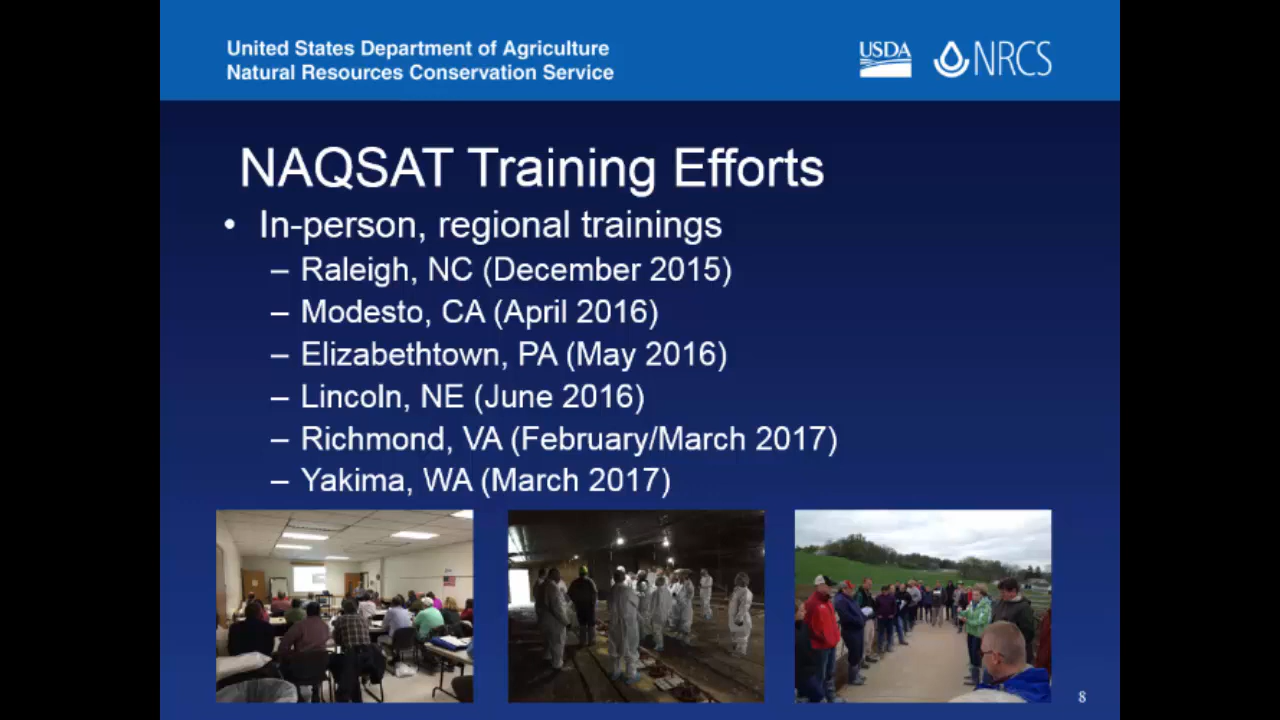 United States Department of Agriculture
Natural Resources Conservation Service
USDA
NRCS
NAQSAT Training Efforts
• In-person, regional trainings
– Raleigh, NC (December 2015)
– Modesto, CA (April 2016)
– Elizabethtown, PA (May 2016)
– Lincoln, NE (June 2016)
– Richmond, VA (February/March 2017)
– Yakima, WA (March 2017)
8